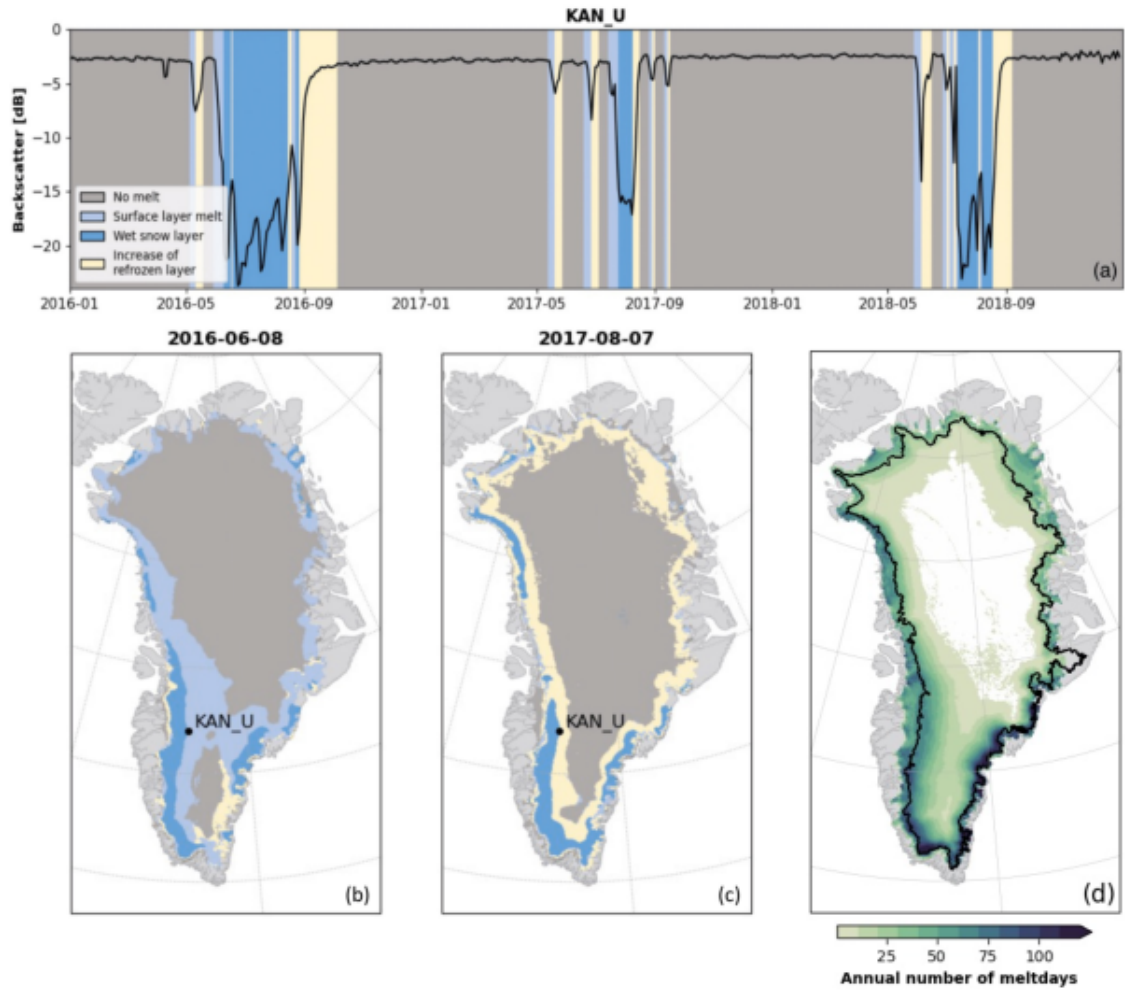 KAN_U
0
−5
−10
−15
−20
Backscatter [dB]
No melt
Surface layer melt
Wet snow layer
Increase of
refrozen layer
(a)
2016-01 2016-05 2016-09 2017-01 2017-05 2017-09 2018-01 2018-05 2018-09
2016-06-08 2017-08-07
KAN_U KAN_U
(b) (c) (d)
25 50 75 100
Annual number of meltdays